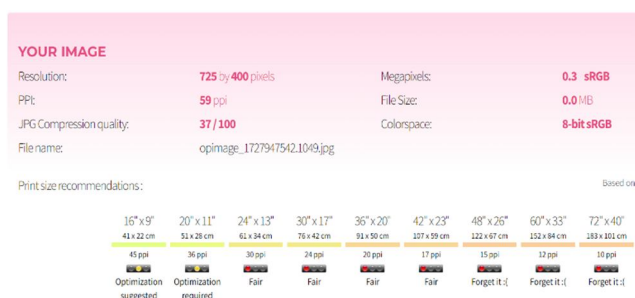 YOUR IMAGE
Resolution: 725 by 400 pixels Megapixels: 0.3 sRGB
PPI: 59 ppi File Size: 0.0 MB
JPG Compression quality: 37 / 100 Colorspace: 8-bit sRGB
File name: opimage_1727947542.1049.jpg
Print size recommendations : Based on
16" x 9" 20" x 11" 24" x 13" 30" x 17" 36" x 20" 42" x 23" 48" x 26" 60" x 33" 72" x 40"
41 x 22 cm 51 x 28 cm 61 x 34 cm 76 x 42 cm 91 x 50 cm 107 x 59 cm 122 x 67 cm 152 x 84 cm 183 x 101 cm
45 ppi 36 ppi 30 ppi 24 ppi 20 ppi 17 ppi 15 ppi 12 ppi 10 ppi
Optimization Optimization Fair Fair Fair Fair Forget it :( Forget it :( Forget it :(
suggested required